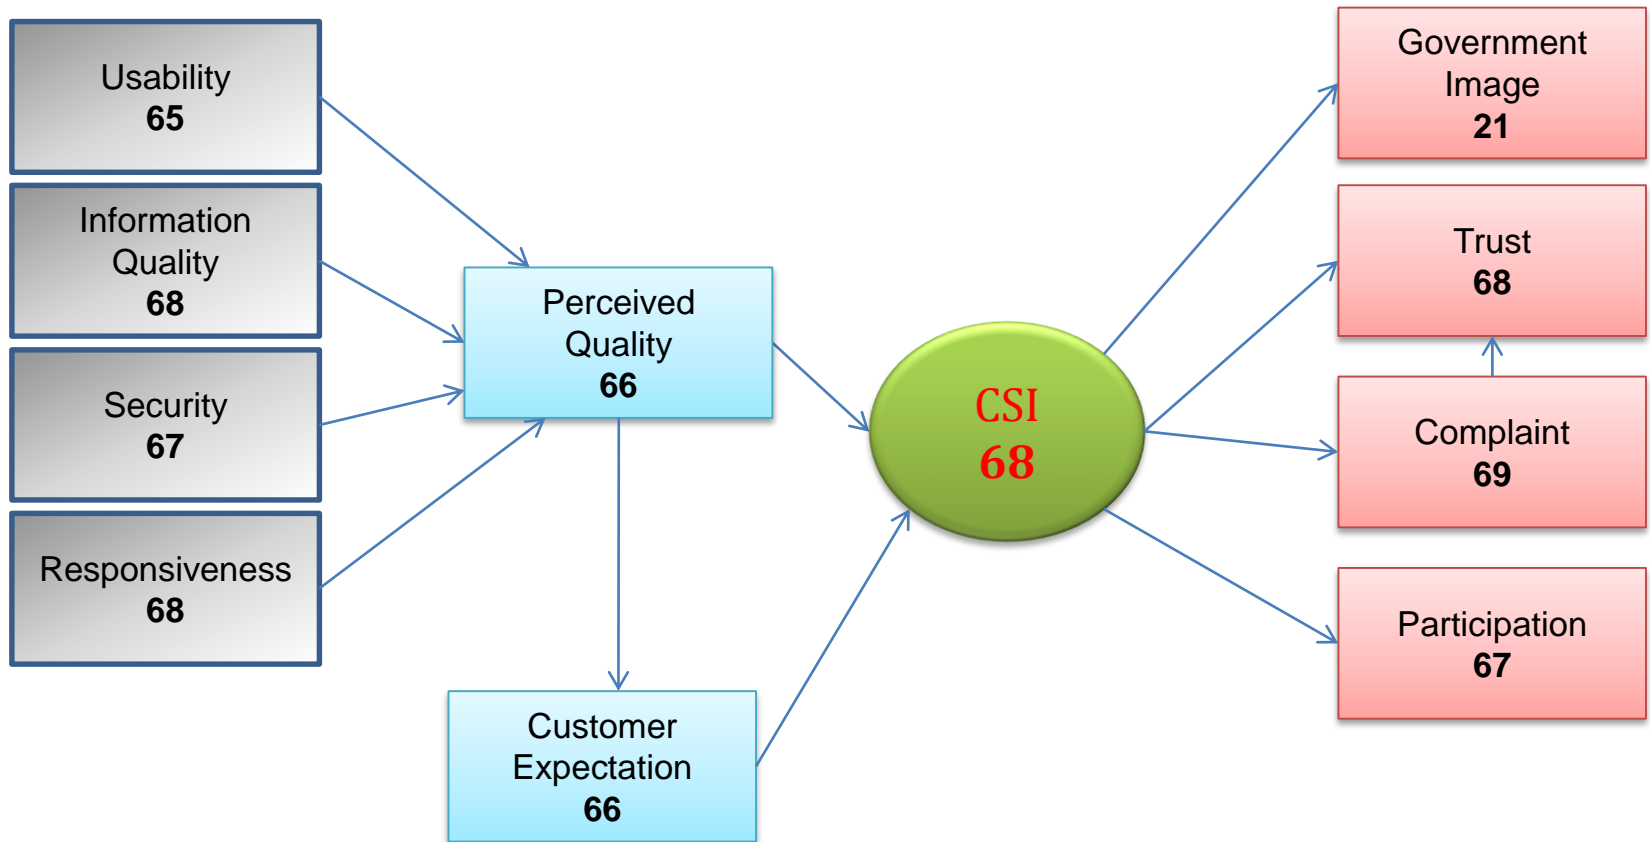 Usability
65
Information
Quality
68
Security
67
Responsiveness
68
Perceived
Quality
66
Customer
Expectation
66
CSI
68
Government
Image
21
Trust
68
Complaint
69
Participation
67